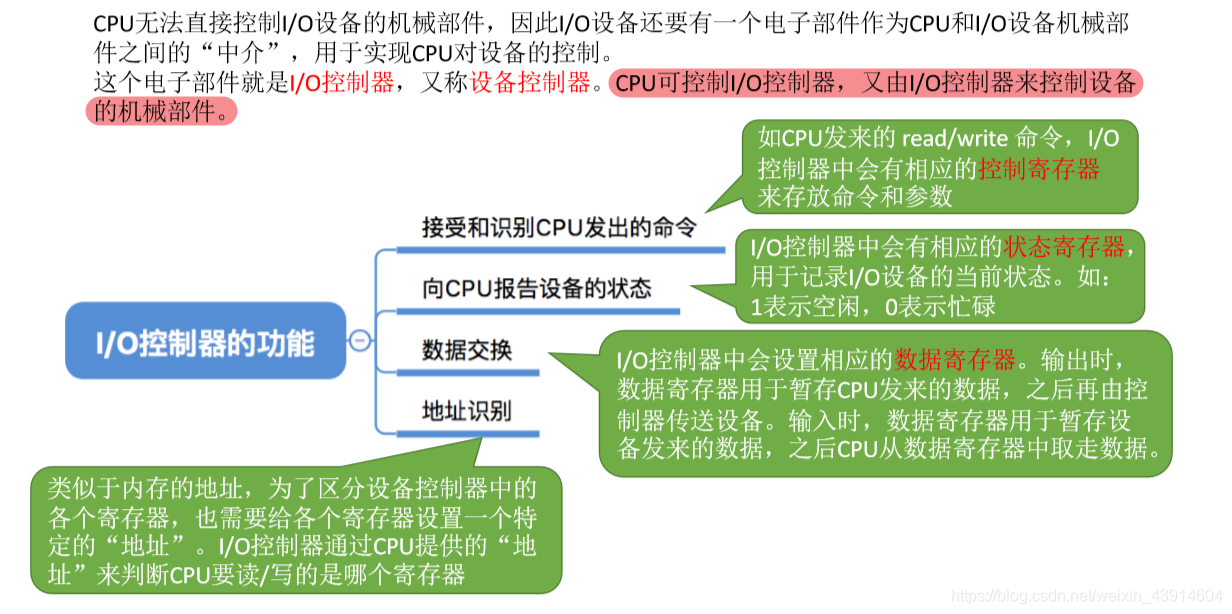 CPU无法直接控制I/O设备的机械部件，因此I/O设备还要有一个电子部件作为CPU和I/O设备机械部
件之间的“中介”，用于实现CPU对设备的控制。
这个电子部件就是I/O控制器，又称设备控制器。CPU可控制I/O控制器，又由I/O控制器来控制设备
的机械部件。
如CPU发来的 read/write 命令，I/O
控制器中会有相应的控制寄存器
来存放命令和参数
接受和识别CPU发出的命令
I/O控制器中会有相应的状态寄存器，
用于记录I/O设备的当前状态。如：
1表示空闲，0表示忙碌
向CPU报告设备的状态
I/O控制器的功能
数据交换
I/O控制器中会设置相应的数据寄存器。输出时，
数据寄存器用于暂存CPU发来的数据，之后再由控
制器传送设备。输入时，数据寄存器用于暂存设
备发来的数据，之后CPU从数据寄存器中取走数据。
地址识别
类似于内存的地址，为了区分设备控制器中的
各个寄存器，也需要给各个寄存器设置一个特
定的“地址”。I/O控制器通过CPU提供的“地
址”来判断CPU要读/写的是哪个寄存器
https://blog.csdn.net/weixin_43914604